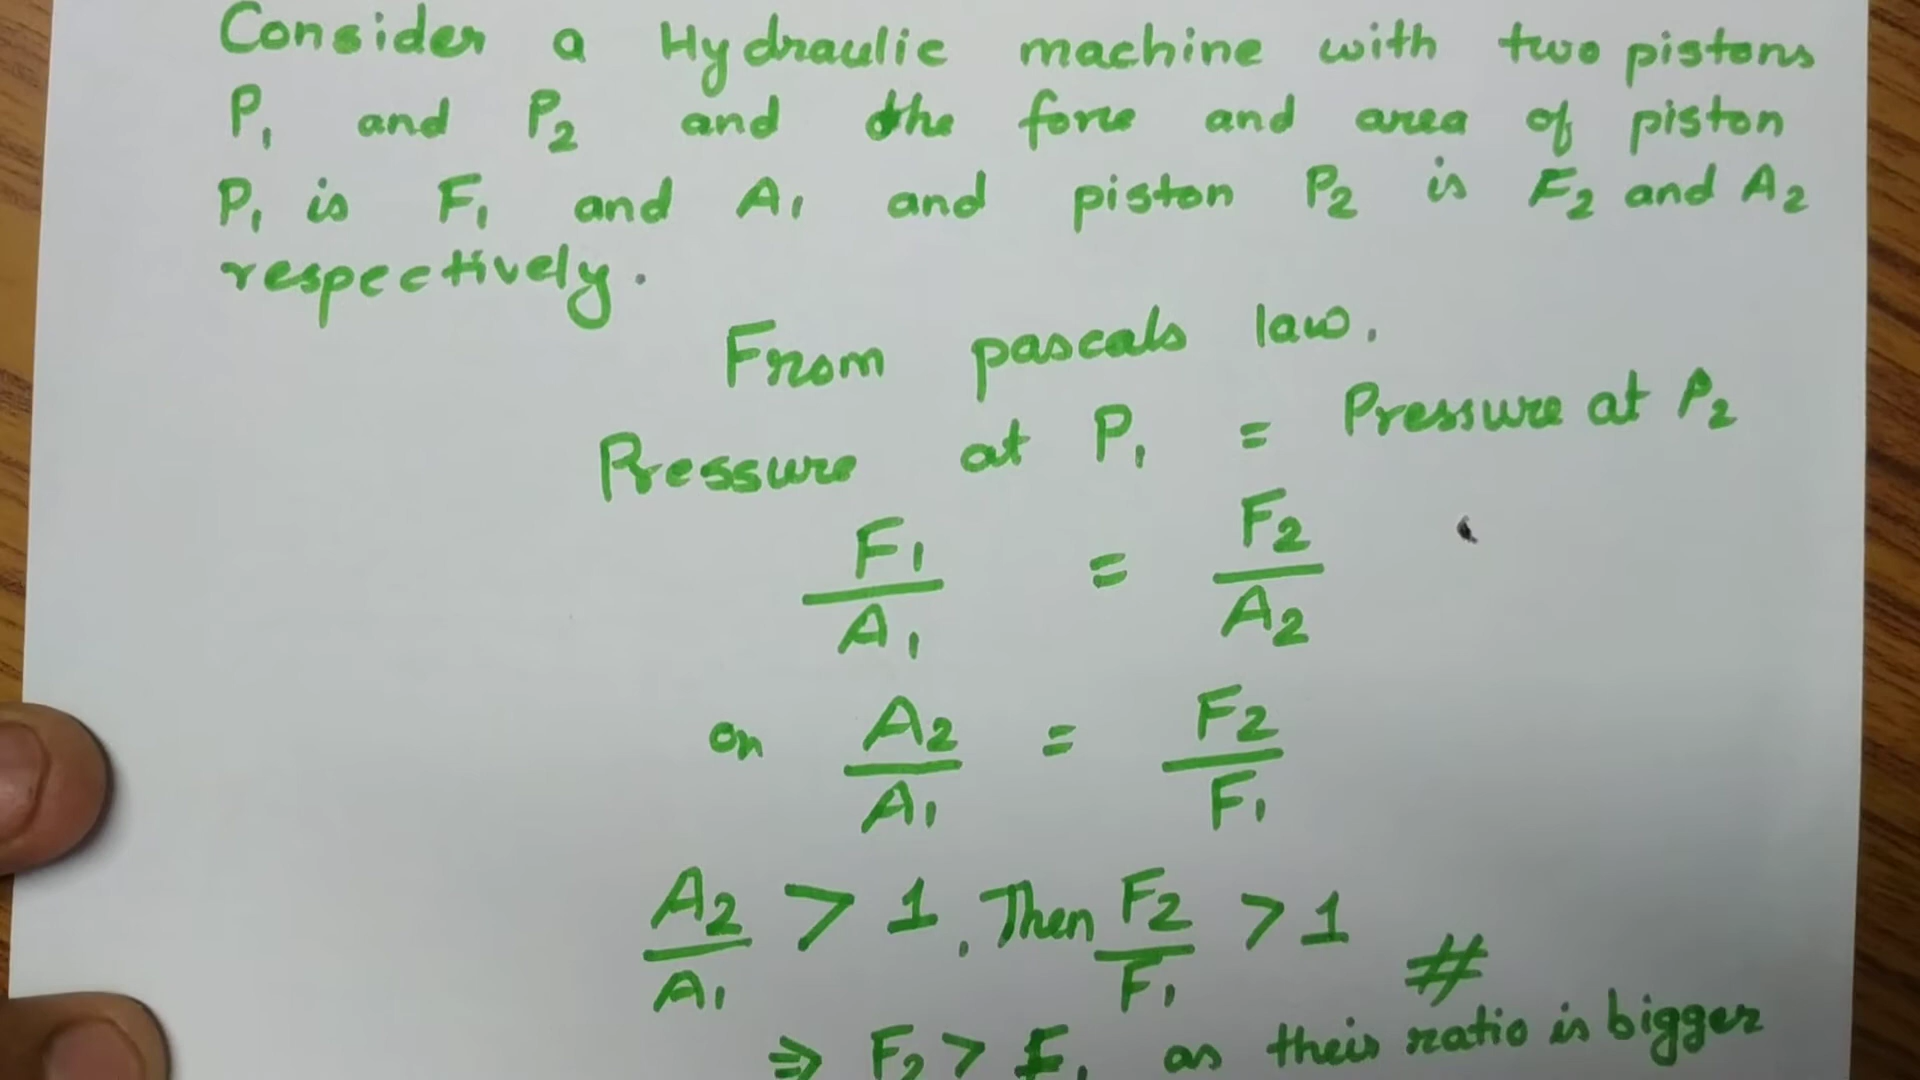 Consider a Hydraulic machine with two pistons
P₁ and P₂ and the force and area of piston
P₁ is F₁ and A₁ and piston P₂ is F₂ and A₂
respectively.
From pascals law.
Pressure at P₁ = Pressure at P₂
F₁/A₁ = F₂/A₂
or A₂/A₁ = F₂/F₁
A₂/A₁ > 1, Then F₂/F₁ > 1 #
⇒ F₂ > F₁ as their ratio is bigger